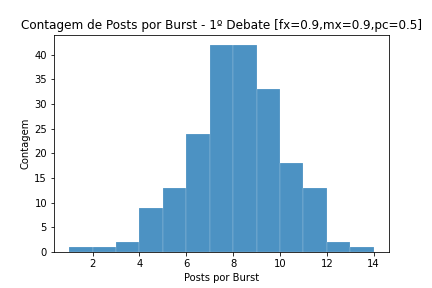 Contagem de Posts por Burst - 1º Debate [fx=0.9,mx=0.9,pc=0.5]
Contagem
40
35
30
25
20
15
10
5
0
2 4 6 8 10 12 14
Posts por Burst